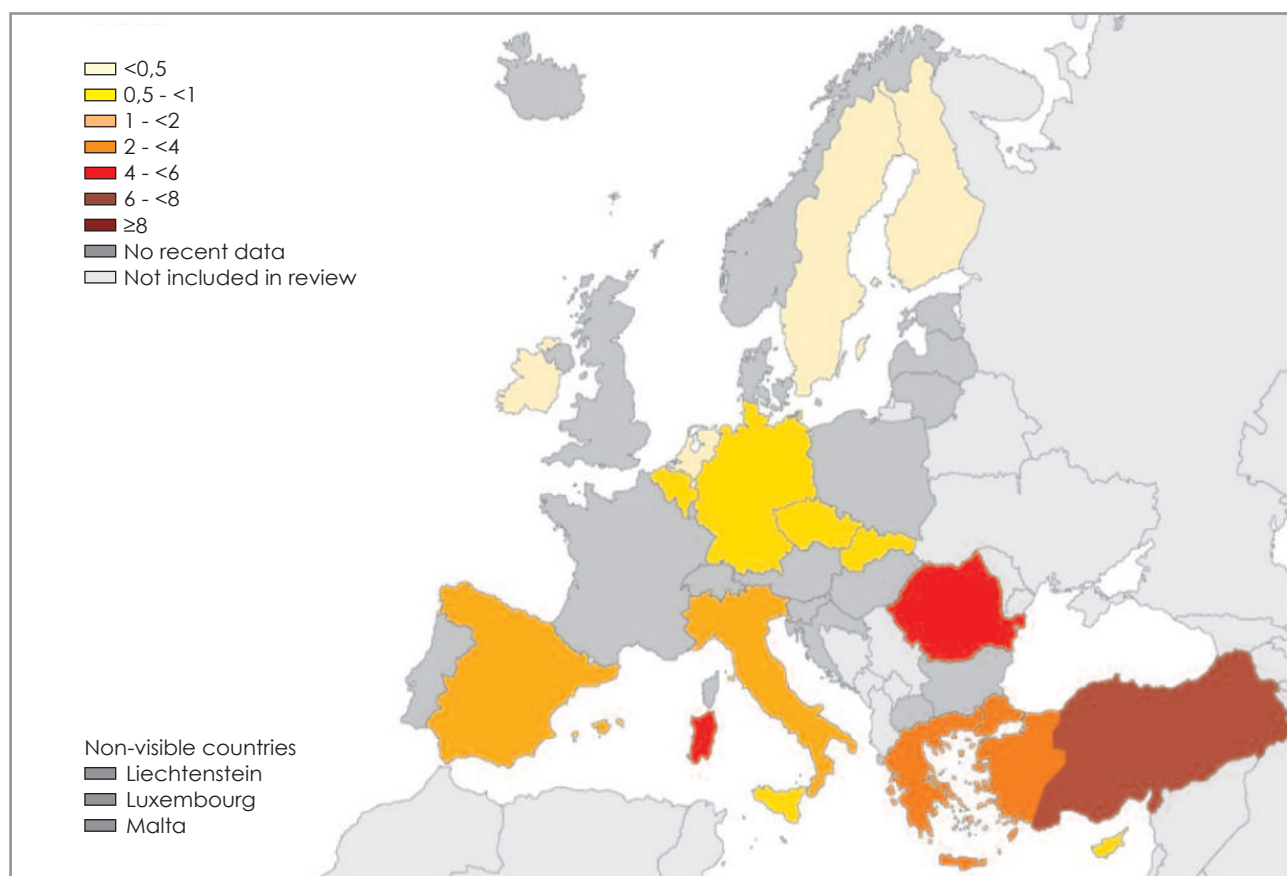 <0,5
0,5 - <1
1 - <2
2 - <4
4 - <6
6 - <8
≥8
No recent data
Not included in review
Non-visible countries
Liechtenstein
Luxembourg
Malta